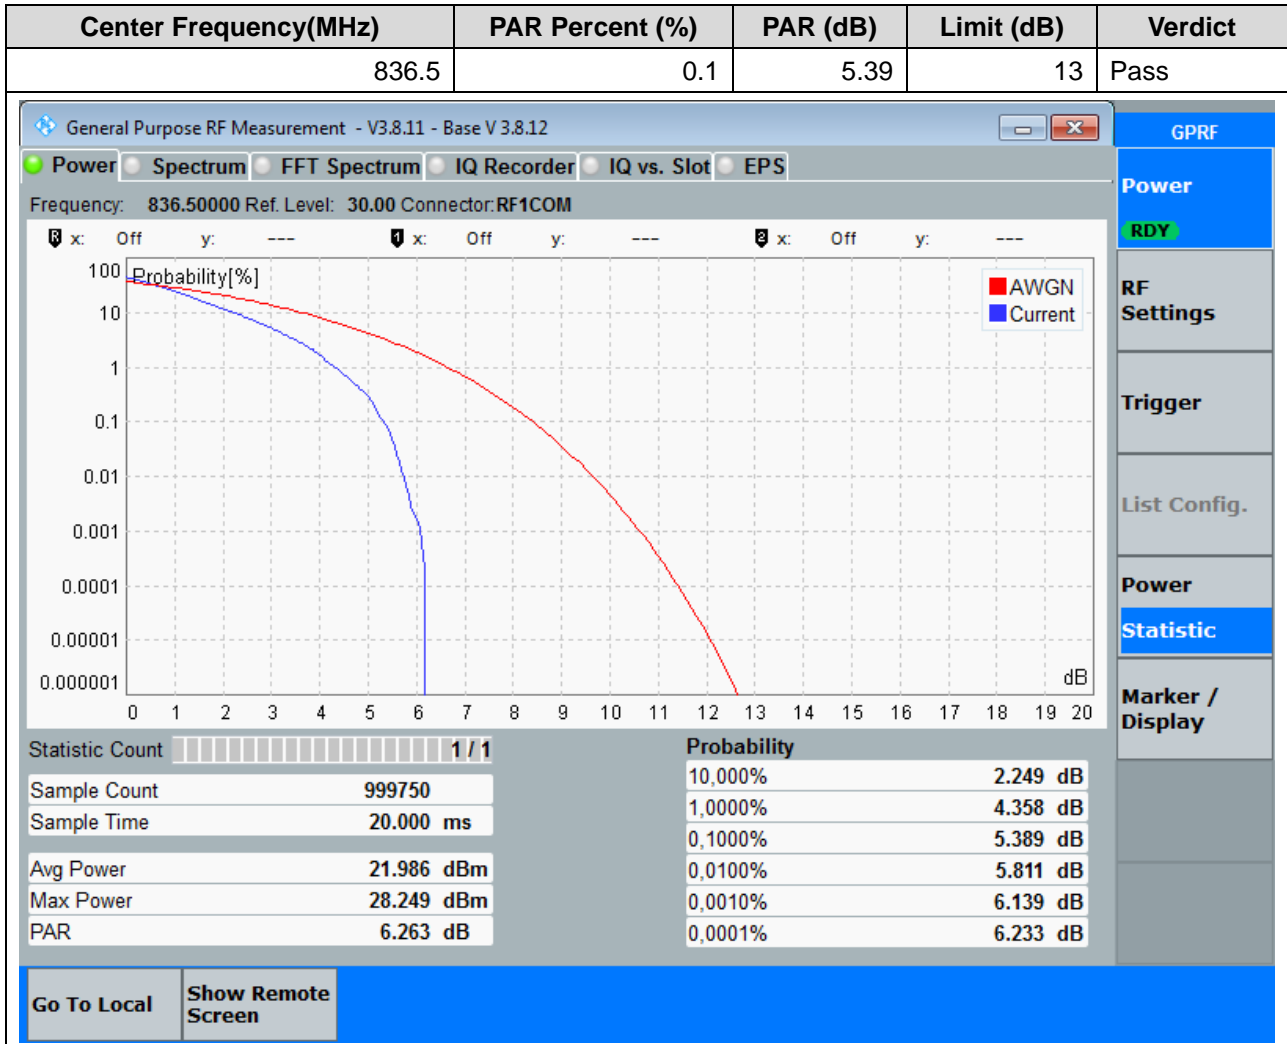 Center Frequency(MHz) PAR Percent (%) PAR (dB) Limit (dB) Verdict
836.5 0.1 5.39 13 Pass
General Purpose RF Measurement - V3.8.11 - Base V 3.8.12
GPRF
Power Spectrum FFT Spectrum IQ Recorder IQ vs. Slot EPS
Frequency: 836.50000 Ref. Level: 30.00 Connector:RF1COM
R x: Off y: --- 1 x: Off y: --- 2 x: Off y: ---
Probability[%]
AWGN
Current
100
10
1
0.1
0.01
0.001
0.0001
0.00001
0.000001
dB
0 1 2 3 4 5 6 7 8 9 10 11 12 13 14 15 16 17 18 19 20
Statistic Count 1 / 1
Sample Count 999750
Sample Time 20.000 ms
Avg Power 21.986 dBm
Max Power 28.249 dBm
PAR 6.263 dB
Probability
10,000% 2.249 dB
1,0000% 4.358 dB
0,1000% 5.389 dB
0,0100% 5.811 dB
0,0010% 6.139 dB
0,0001% 6.233 dB
Power
RDY
RF
Settings
Trigger
List Config.
Power
Statistic
Marker /
Display
Go To Local
Show Remote
Screen